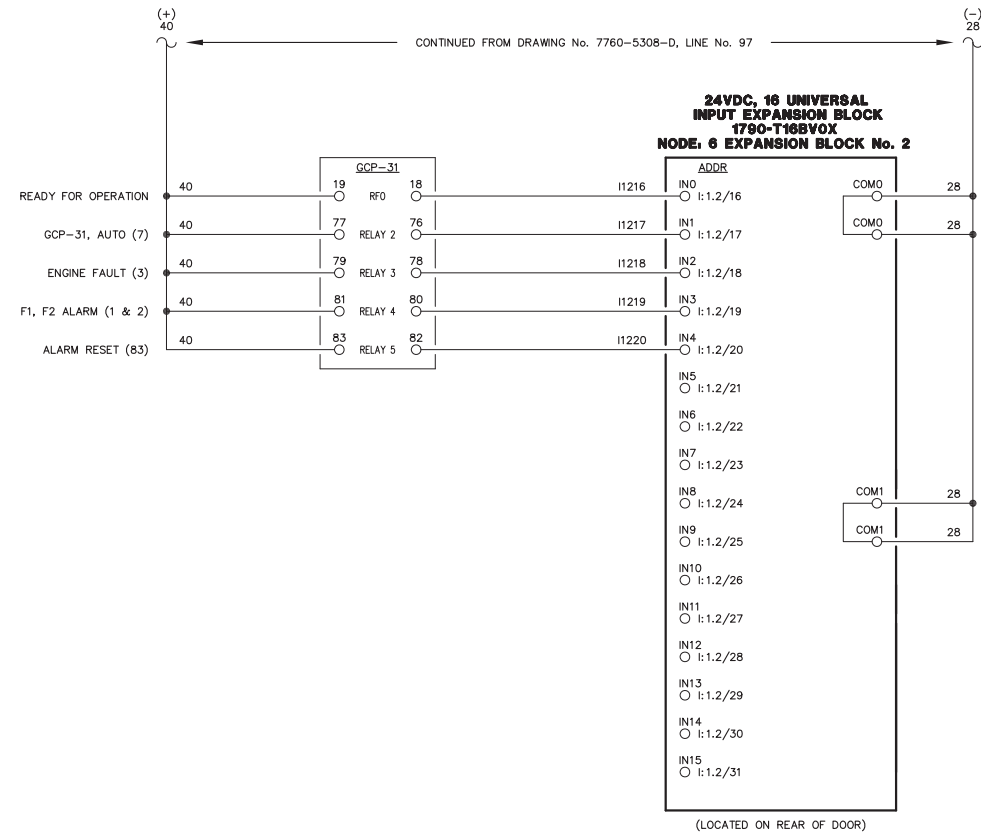 (+)
40
(-)
28
CONTINUED FROM DRAWING No. 7760-5308-D, LINE No. 97
24VDC, 16 UNIVERSAL
INPUT EXPANSION BLOCK
1790-T16BV0X
NODE: 6 EXPANSION BLOCK No. 2
GCP-31
ADDR
READY FOR OPERATION 40 19 RFO 18 I1216 IN0 I:1.2/16 COM0 28
GCP-31, AUTO (7) 40 77 RELAY 2 76 I1217 IN1 I:1.2/17 COM0 28
ENGINE FAULT (3) 40 79 RELAY 3 78 I1218 IN2 I:1.2/18
F1, F2 ALARM (1 & 2) 40 81 RELAY 4 80 I1219 IN3 I:1.2/19
ALARM RESET (83) 40 83 RELAY 5 82 I1220 IN4 I:1.2/20
IN5
I:1.2/21
IN6
I:1.2/22
IN7
I:1.2/23
IN8 I:1.2/24 COM1 28
IN9 I:1.2/25 COM1 28
IN10
I:1.2/26
IN11
I:1.2/27
IN12
I:1.2/28
IN13
I:1.2/29
IN14
I:1.2/30
IN15
I:1.2/31
(LOCATED ON REAR OF DOOR)